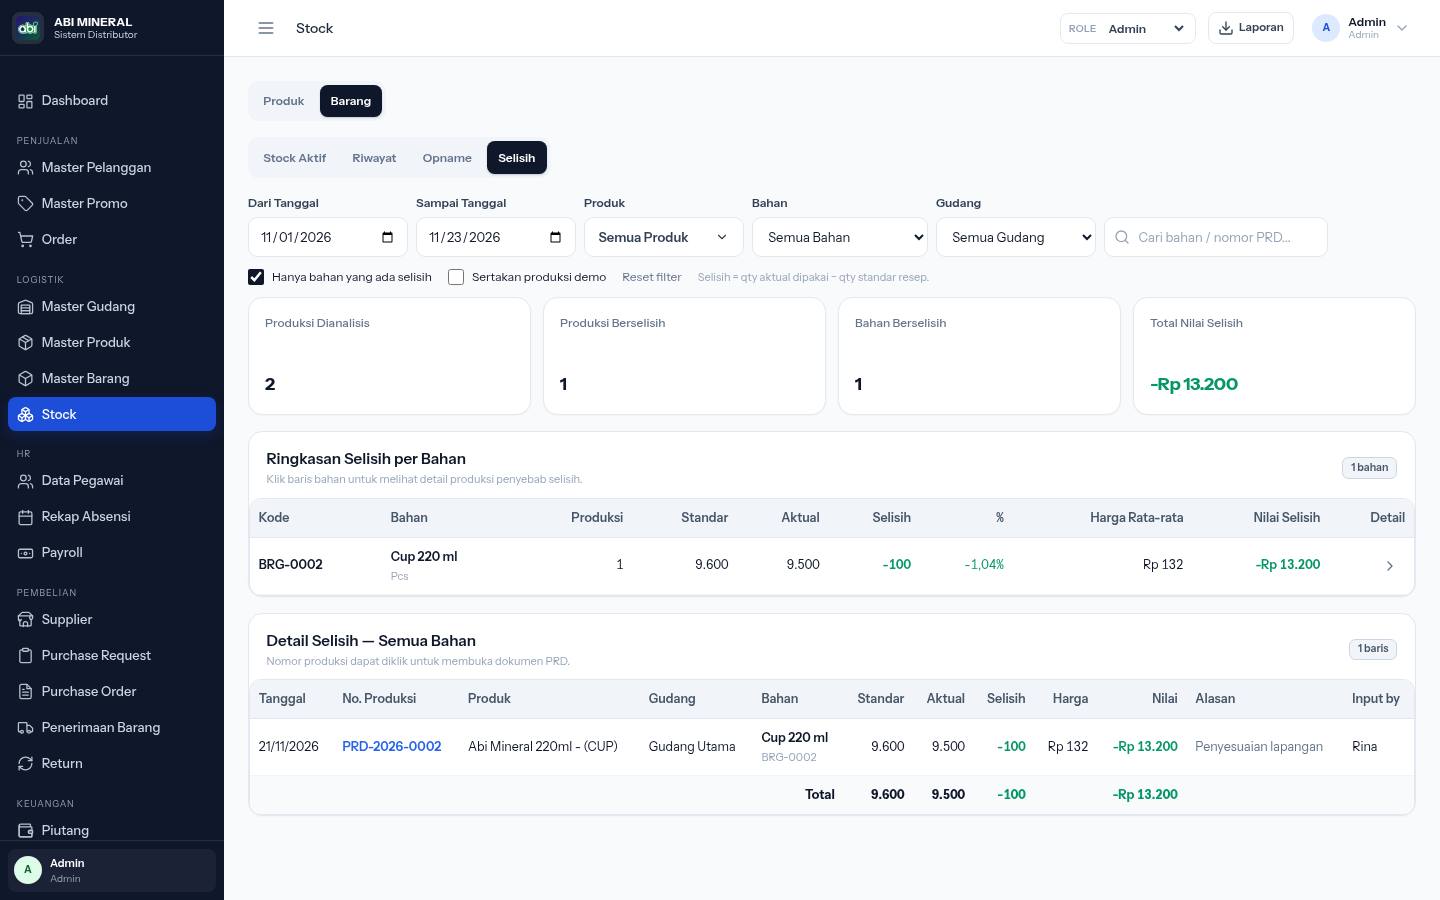 abi
ABI MINERAL
Sistem Distributor
Dashboard
PENJUALAN
Master Pelanggan
Master Promo
Order
LOGISTIK
Master Gudang
Master Produk
Master Barang
Stock
HR
Data Pegawai
Rekap Absensi
Payroll
PEMBELIAN
Supplier
Purchase Request
Purchase Order
Penerimaan Barang
Return
KEUANGAN
Piutang
A
Admin
Admin
Stock
ROLE Admin
Laporan
A
Admin
Admin
Produk Barang
Stock Aktif Riwayat Opname Selisih
Dari Tanggal Sampai Tanggal Produk Bahan Gudang
11/01/2026 11/23/2026 Semua Produk Semua Bahan Semua Gudang Cari bahan / nomor PRD...
Hanya bahan yang ada selisih Sertakan produksi demo Reset filter Selisih = qty aktual dipakai − qty standar resep.
Produksi Dianalisis
2
Produksi Berselisih
1
Bahan Berselisih
1
Total Nilai Selisih
-Rp 13.200
Ringkasan Selisih per Bahan
Klik baris bahan untuk melihat detail produksi penyebab selisih.
1 bahan
Kode Bahan Produksi Standar Aktual Selisih % Harga Rata-rata Nilai Selisih Detail
BRG-0002 Cup 220 ml 1 9.600 9.500 -100 -1,04% Rp 132 -Rp 13.200
Pcs
Detail Selisih — Semua Bahan
Nomor produksi dapat diklik untuk membuka dokumen PRD.
1 baris
Tanggal No. Produksi Produk Gudang Bahan Standar Aktual Selisih Harga Nilai Alasan Input by
21/11/2026 PRD-2026-0002 Abi Mineral 220ml - (CUP) Gudang Utama Cup 220 ml 9.600 9.500 -100 Rp 132 -Rp 13.200 Penyesuaian lapangan Rina
BRG-0002
Total 9.600 9.500 -100 -Rp 13.200